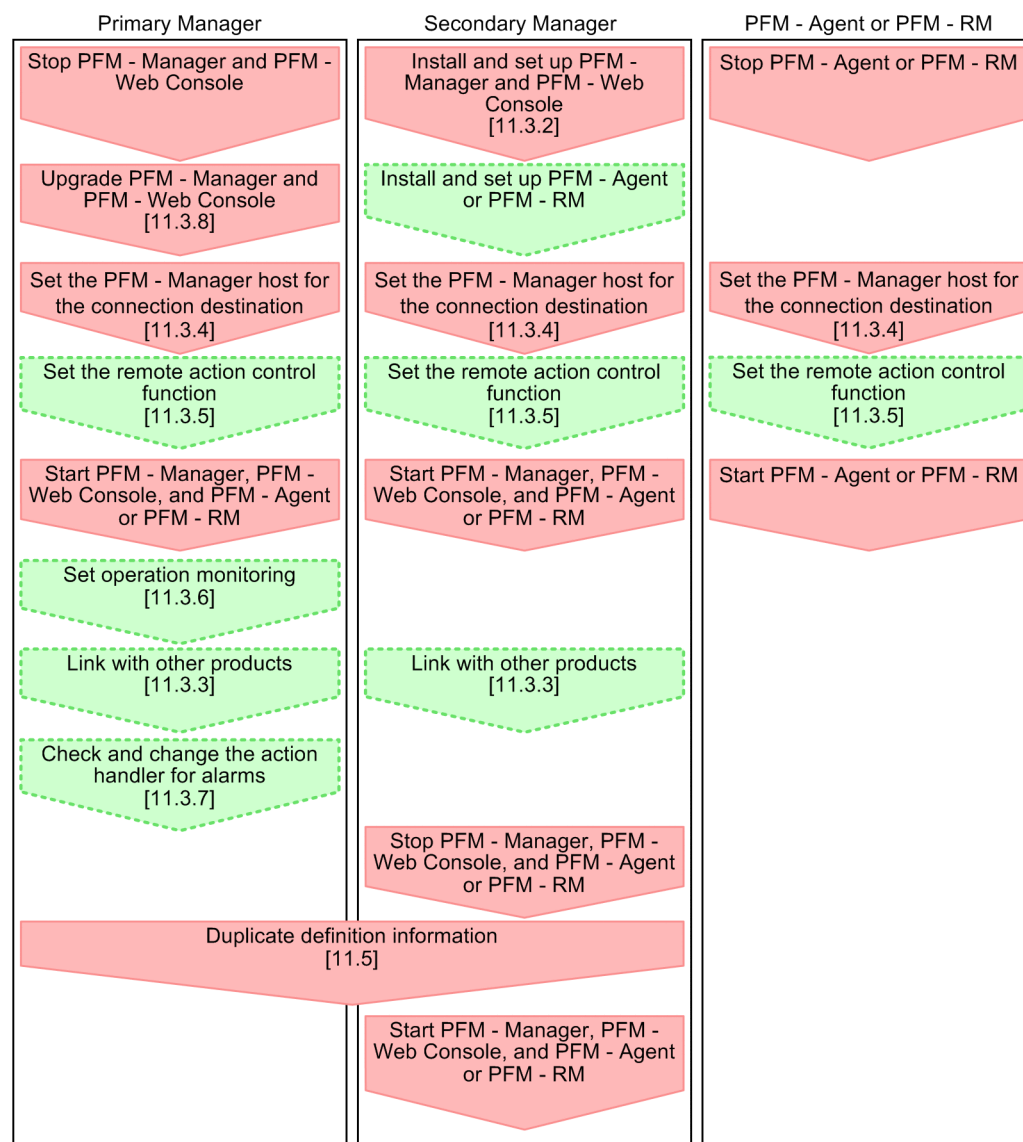 Primary Manager
Secondary Manager
PFM - Agent or PFM - RM
Stop PFM - Manager and PFM -
Web Console
Install and set up PFM -
Manager and PFM - Web
Console
[11.3.2]
Stop PFM - Agent or PFM - RM
Upgrade PFM - Manager and
PFM - Web Console
[11.3.8]
Install and set up PFM - Agent
or PFM - RM
Set the PFM - Manager host for
the connection destination
[11.3.4]
Set the PFM - Manager host for
the connection destination
[11.3.4]
Set the PFM - Manager host for
the connection destination
[11.3.4]
Set the remote action control
function
[11.3.5]
Set the remote action control
function
[11.3.5]
Set the remote action control
function
[11.3.5]
Start PFM - Manager, PFM -
Web Console, and PFM - Agent
or PFM - RM
Start PFM - Manager, PFM -
Web Console, and PFM - Agent
or PFM - RM
Start PFM - Agent or PFM - RM
Set operation monitoring
[11.3.6]
Link with other products
[11.3.3]
Link with other products
[11.3.3]
Check and change the action
handler for alarms
[11.3.7]
Stop PFM - Manager, PFM -
Web Console, and PFM - Agent
or PFM - RM
Duplicate definition information
[11.5]
Start PFM - Manager, PFM -
Web Console, and PFM - Agent
or PFM - RM